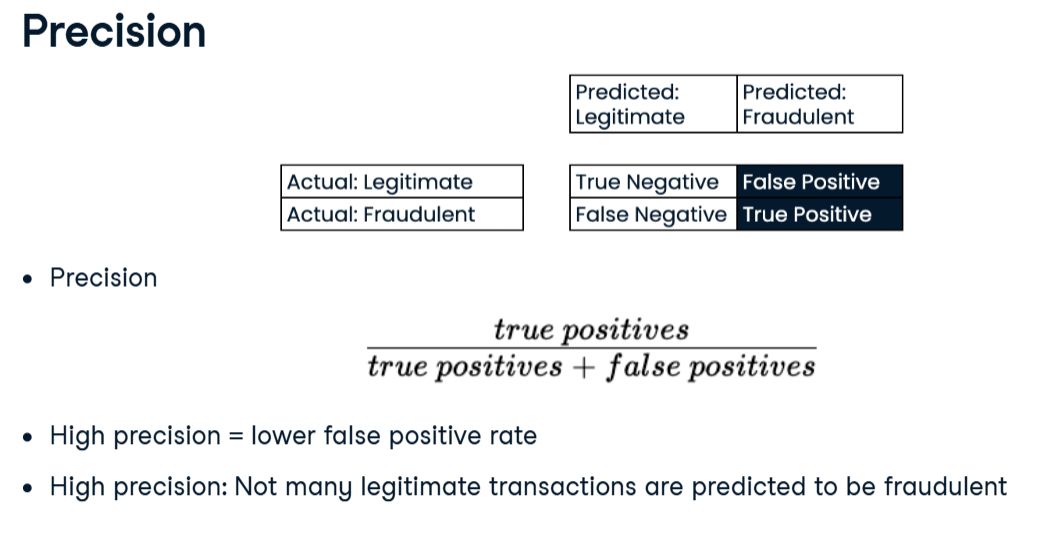 Precision
Predicted: Predicted:
Legitimate Fraudulent
Actual: Legitimate True Negative False Positive
Actual: Fraudulent False Negative True Positive
• Precision
true positives
true positives + false positives
• High precision = lower false positive rate
• High precision: Not many legitimate transactions are predicted to be fraudulent